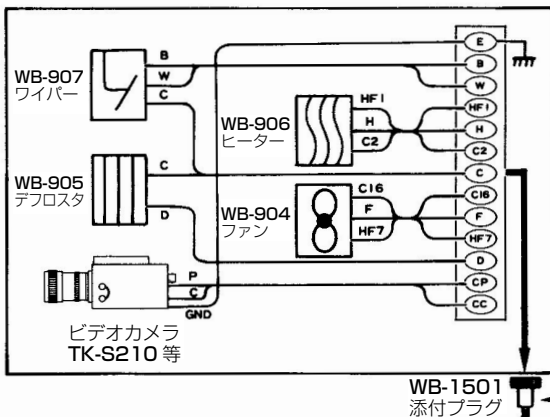 WB-907
ワイパー
B
W
C
WB-906
ヒーター
HF1
H
C2
WB-905
デフロスタ
C
D
WB-904
ファン
C16
F
HF7
ビデオカメラ
TK-S210 等
P
C
GND
E
B
W
HF1
H
C2
C
C16
F
HF7
D
CP
CC
WB-1501
添付プラグ